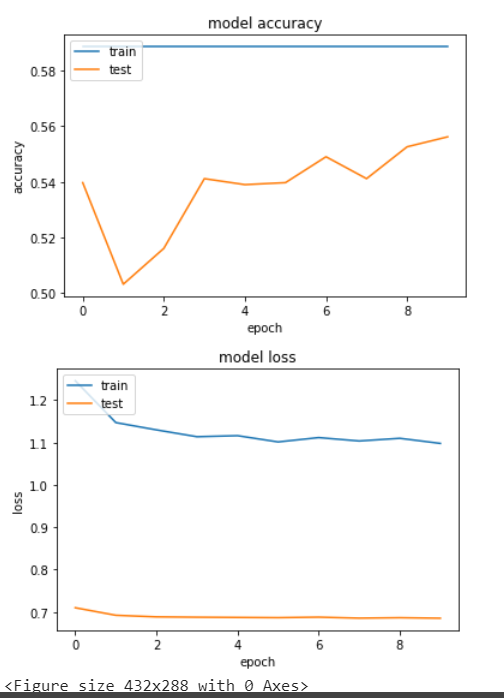 model accuracy
train
test
0.58
0.56
0.54
0.52
0.50
accuracy
0 2 4 6 8
epoch
model loss
train
test
1.2
1.1
1.0
0.9
0.8
0.7
loss
0 2 4 6 8
epoch
<Figure size 432x288 with 0 Axes>